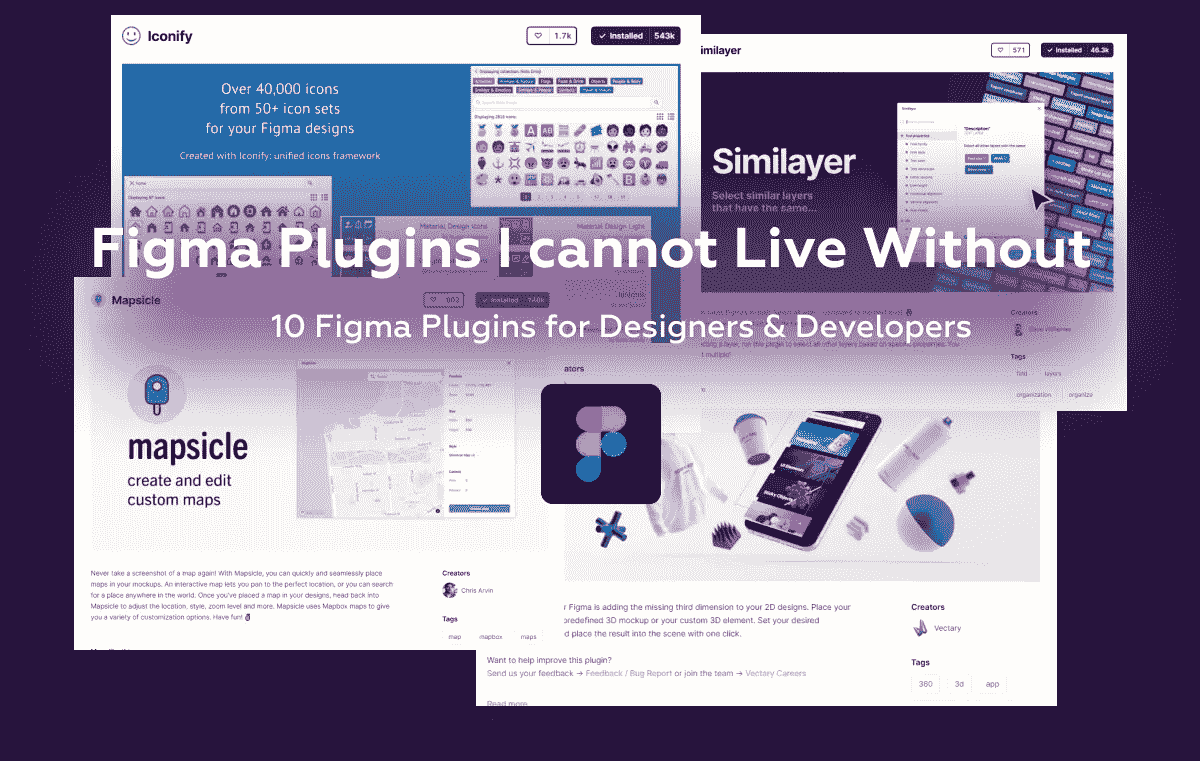 Iconify
1.7k
Installed 543k
Over 40,000 icons
from 50+ icon sets
for your Figma designs
Created with Iconify: unified icons framework
Material Design Icons
Material Design Light
milayer
571
Installed 46.3k
Similayer
Select similar layers
that have the same.
Figma Plugins I cannot Live Without
10 Figma Plugins for Designers & Developers
Mapsicle
Installed
mapsicle
create and edit
custom maps
Never take a screenshot of a map again! With Mapsicle, you can quickly and seamlessly place
maps in your mockups. An interactive map lets you pan to the perfect location, or you can search
for a place anywhere in the world. Once you've placed a map in your designs, head back into
Mapsicle to adjust the location, style, zoom level and more. Mapsicle uses Mapbox maps to give
you a variety of customization options. Have fun!
Creators
Chris Arvin
Tags
map mapbox maps
Creators
Tags
find layers
organization organize
ators
r Figma is adding the missing third dimension to your 2D designs. Place your
predefined 3D mockup or your custom 3D element. Set your desired
d place the result into the scene with one click.
Want to help improve this plugin?
Send us your feedback → Feedback / Bug Report or join the team → Vectary Careers
Read more
Creators
Vectary
Tags
360 3d app